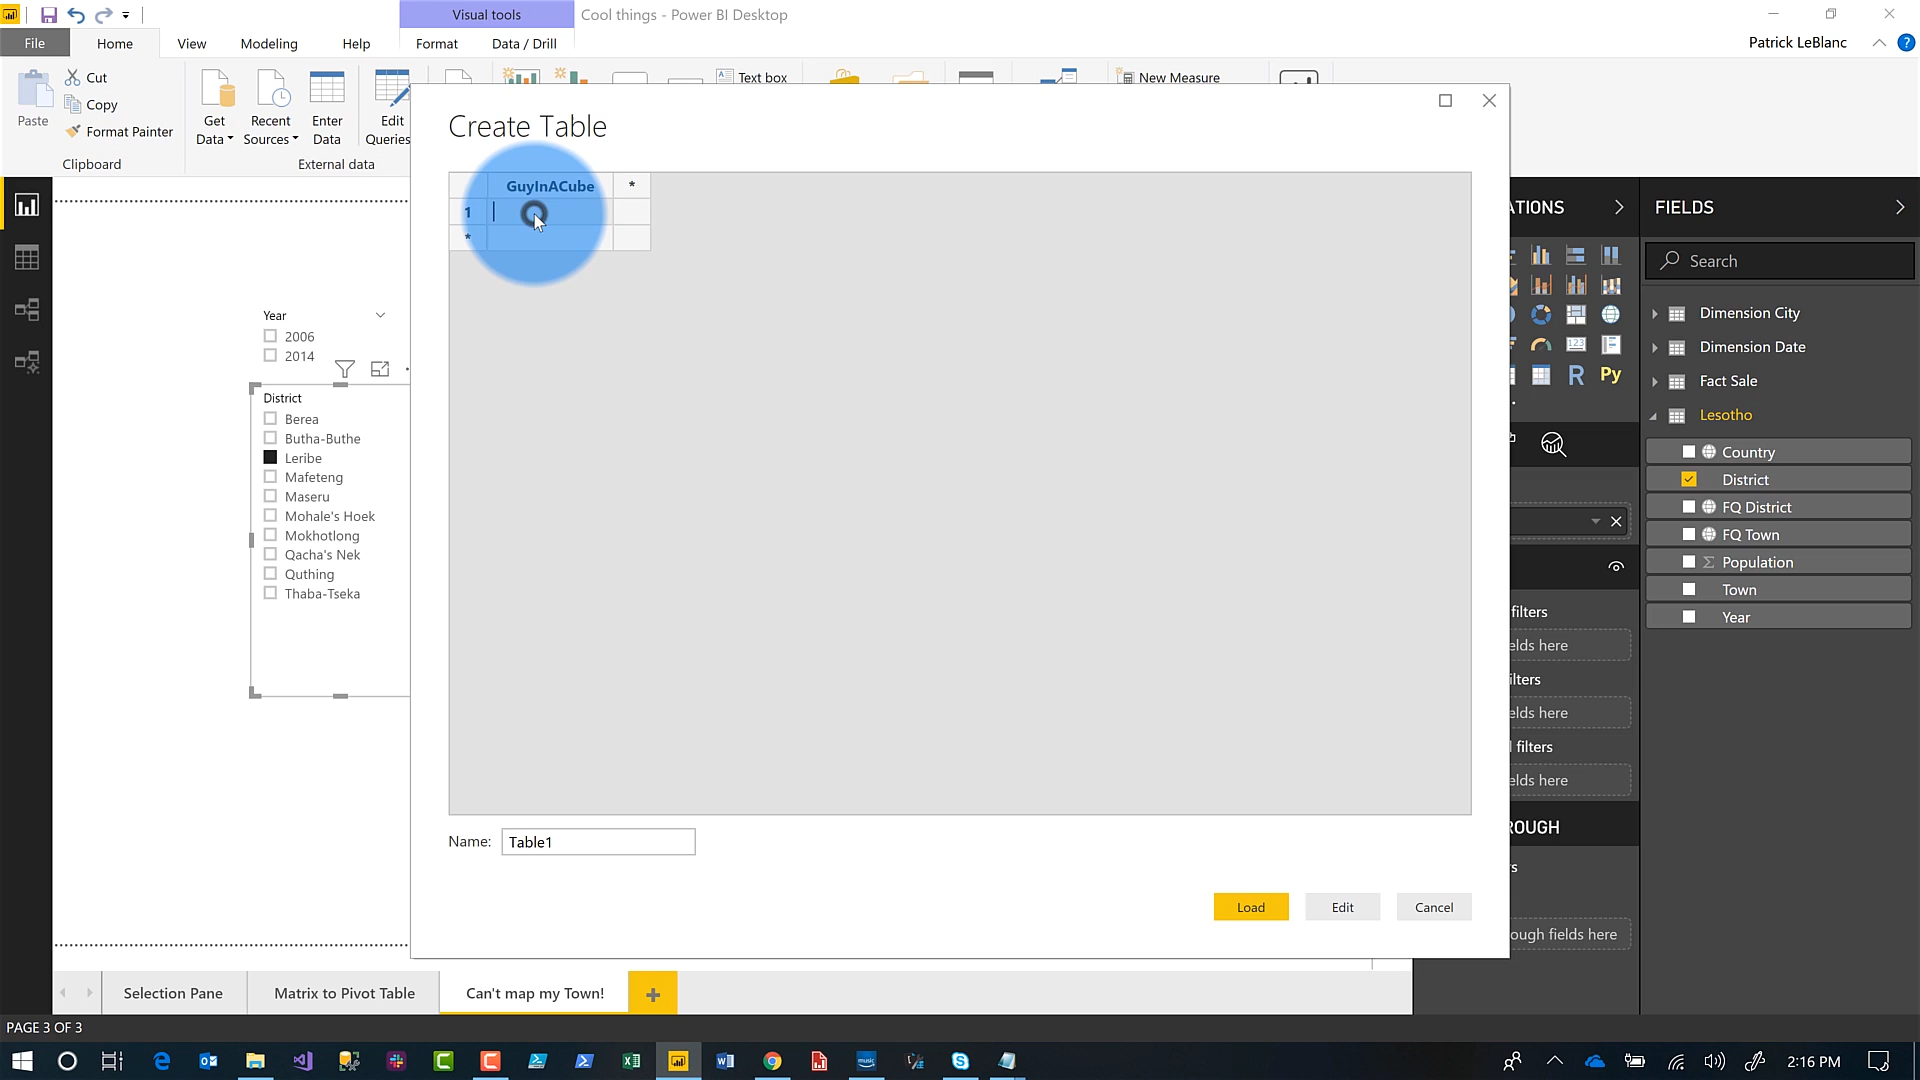 Visual tools
Cool things - Power BI Desktop
File
Home
View
Modeling
Help
Format
Data / Drill
Patrick LeBlanc
?
Paste
Cut
Copy
Format Painter
Clipboard
Get
Data
Recent
Sources
Enter
Data
Edit
Queries
External data
Text box
New Measure
Create Table
GuyInACube
*
1
*
Name:
Table1
Load
Edit
Cancel
Year
2006
2014
District
Berea
Butha-Buthe
Leribe
Mafeteng
Maseru
Mohale's Hoek
Mokhotlong
Qacha's Nek
Quthing
Thaba-Tseka
ATIONS
123
R
Py
filters
elds here
ilters
elds here
l filters
elds here
ROUGH
rs
ough fields here
FIELDS
Search
Dimension City
Dimension Date
Fact Sale
Lesotho
Country
District
FQ District
FQ Town
Σ Population
Town
Year
Selection Pane
Matrix to Pivot Table
Can't map my Town!
PAGE 3 OF 3
music
2:16 PM